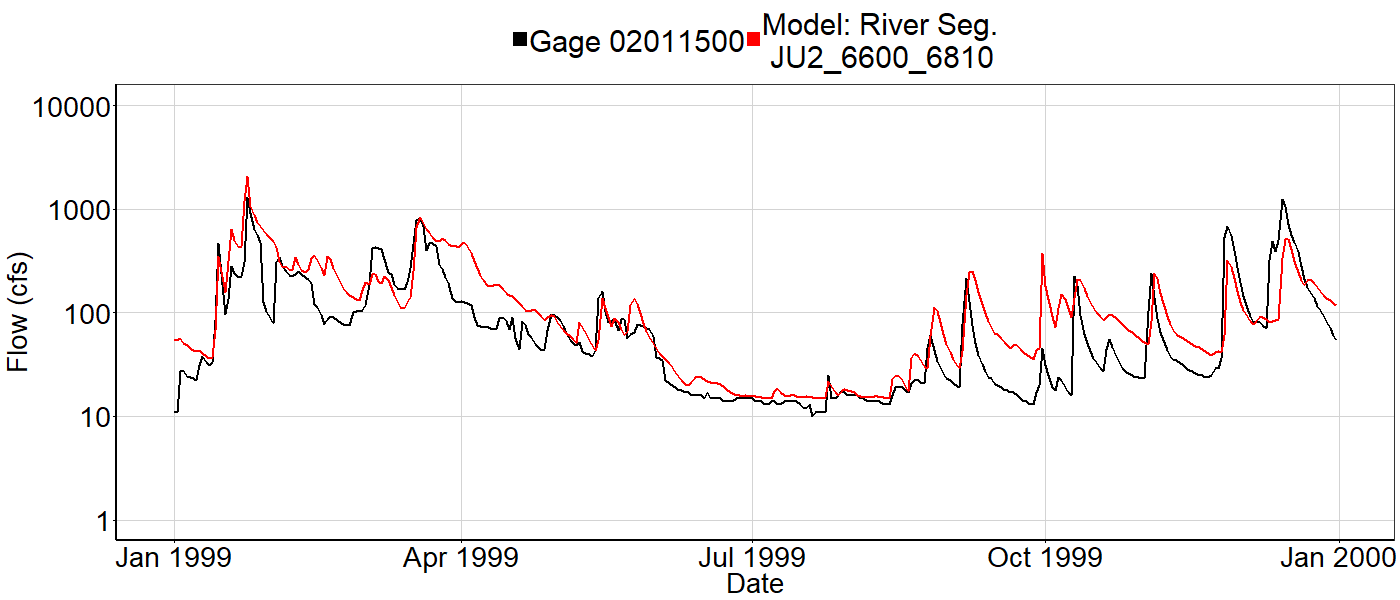 Gage 02011500
Model: River Seg.
JU2_6600_6810
10000
1000
100
10
1
Flow (cfs)
Jan 1999
Apr 1999
Jul 1999
Oct 1999
Jan 2000
Date